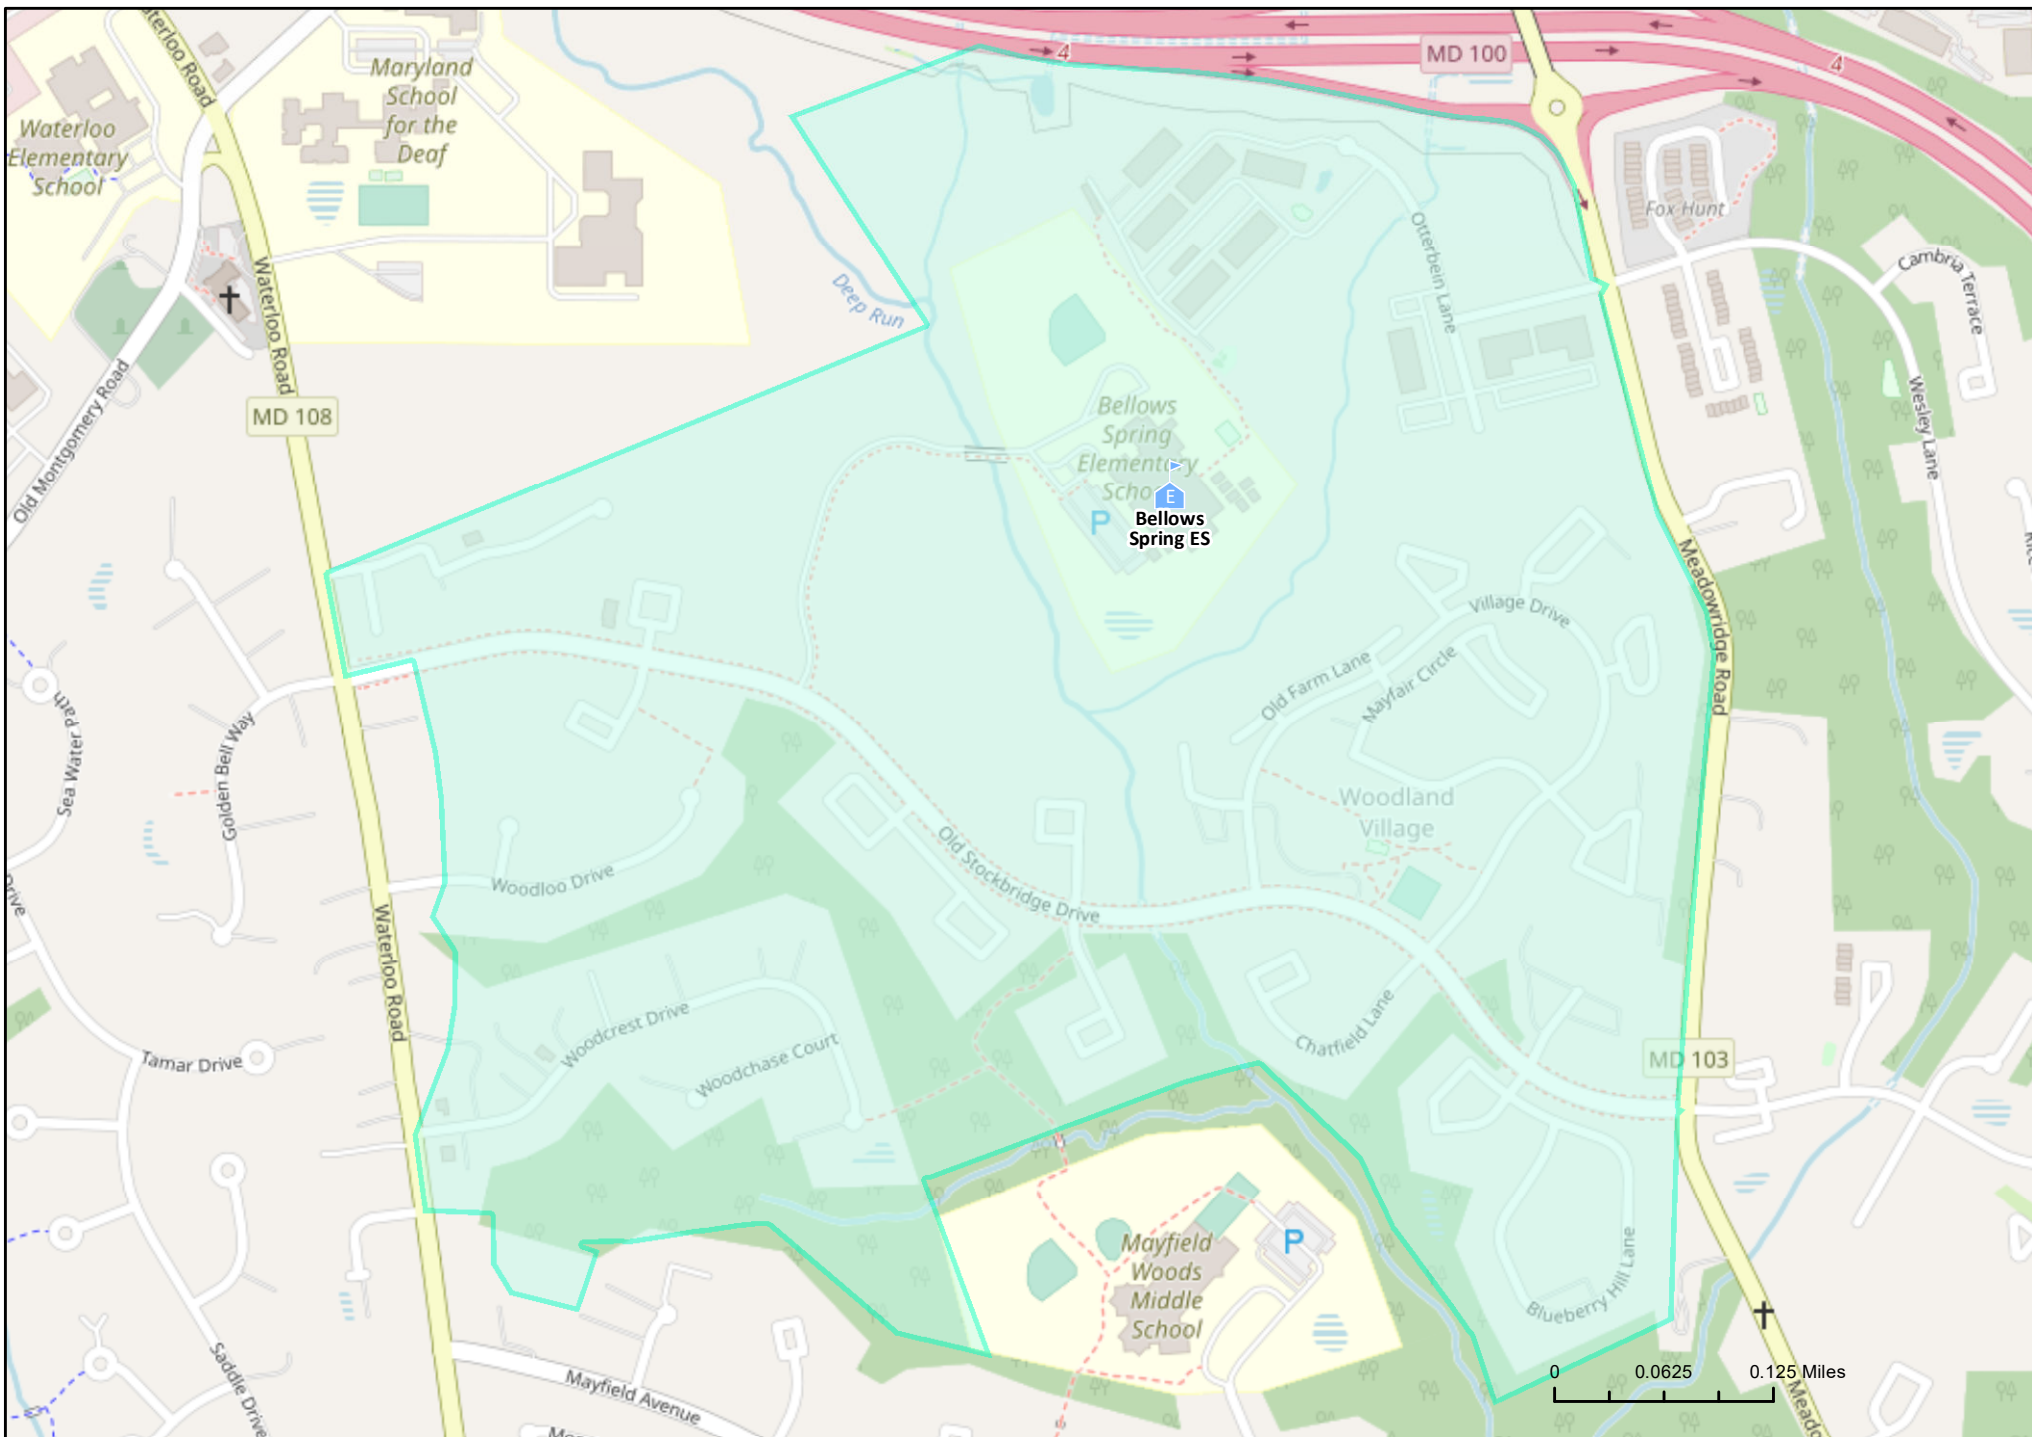 Waterloo Road
Maryland
School
for the
Deaf
Waterloo
Elementary
School
4
MD 100
4
Fox Hunt
Cambria Terrace
Otterbein Lane
Wesley Lane
Deep Run
Waterloo Road
MD 108
Old Montgomery Road
Bellows
Spring
Elementary
E
P
Bellows
Spring ES
Meadowridge Road
Village Drive
Old Farm Lane
Mayfair Circle
Sea Water Path
Golden Bell Way
Woodland
Village
Old Stockbridge Drive
Woodloo Drive
Drive
Waterloo Road
Woodcrest Drive
Woodchase Court
Chatfield Lane
MD 103
Tamar Drive
Mayfield
Woods
Middle
School
P
Blueberry Hill Lane
Saddle Drive
Mayfield Avenue
0 0.0625 0.125 Miles